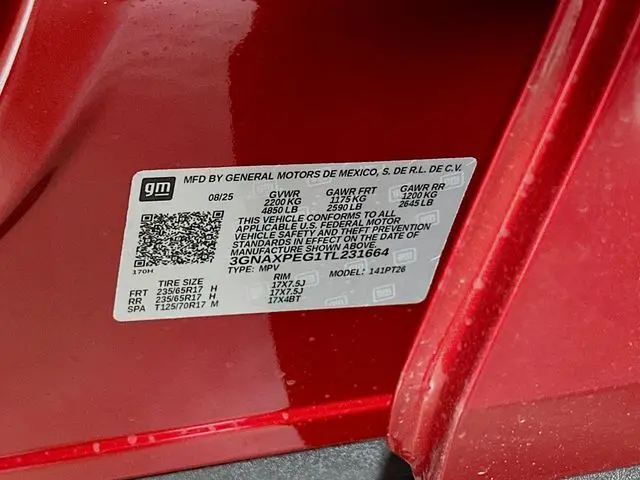 gm
MFD BY GENERAL MOTORS DE MEXICO, S. DE R.L. DE C.V.
08/25 GVWR GAWR FRT GAWR RR
2200 KG 1175 KG 1200 KG
4850 LB 2590 LB 2645 LB
THIS VEHICLE CONFORMS TO ALL
APPLICABLE U.S. FEDERAL MOTOR
VEHICLE SAFETY AND THEFT PREVENTION
STANDARDS IN EFFECT ON THE DATE OF
MANUFACTURE SHOWN ABOVE.
3GNAXPEG1TL231664
170H TYPE: MPV MODEL: 141PT26
TIRE SIZE RIM
FRT 235/65R17 H 17X7.5J
RR 235/65R17 H 17X7.5J
SPA T125/70R17 M 17X4BT